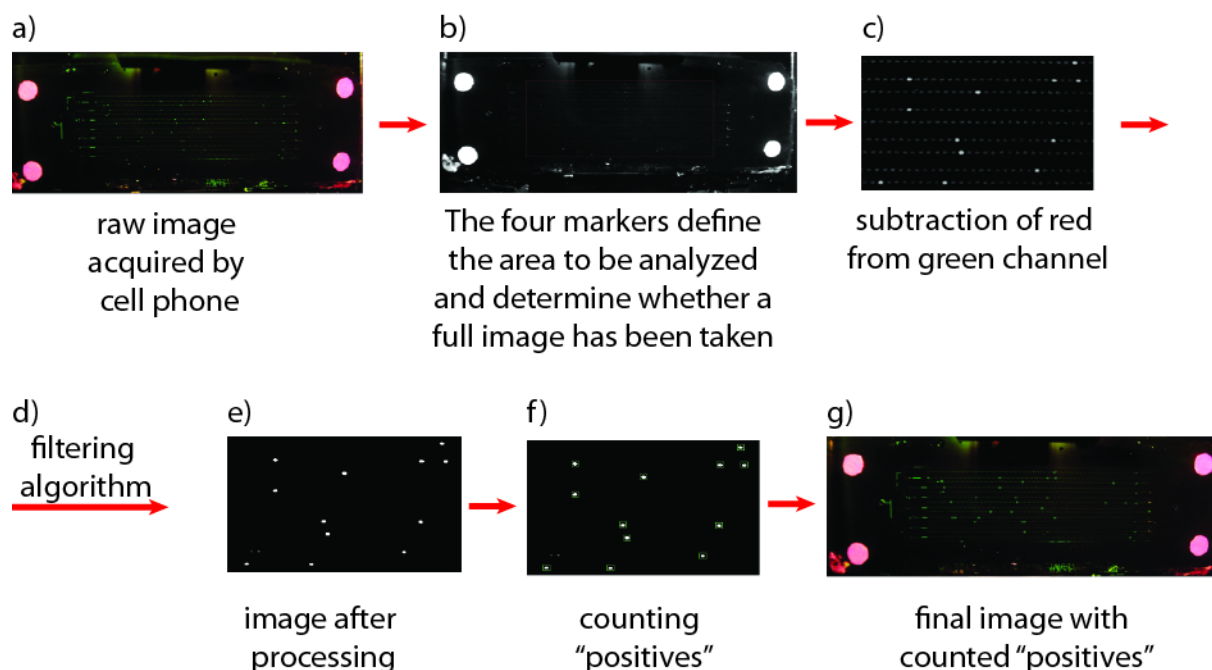 a)
b)
c)
raw image
acquired by
cell phone
The four markers define
the area to be analyzed
and determine whether a
full image has been taken
subtraction of red
from green channel
d)
e)
f)
g)
filtering
algorithm
image after
processing
counting
“positives”
final image with
counted “positives”